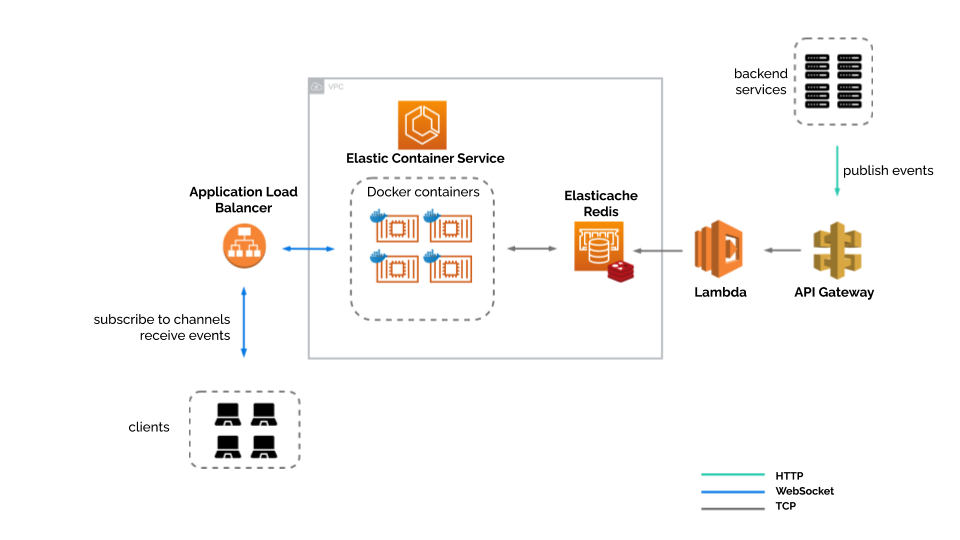 backend
services
VPC
Elastic Container Service
publish events
Application Load
Balancer
Docker containers
Elasticache
Redis
Lambda
API Gateway
subscribe to channels
receive events
clients
HTTP
WebSocket
TCP